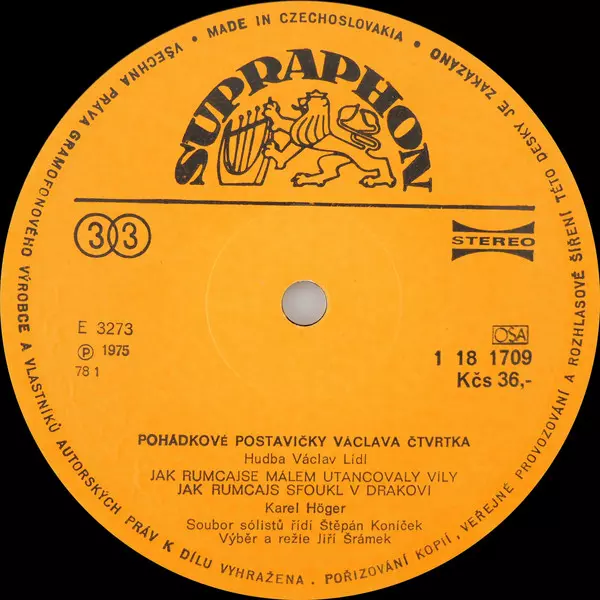 MADE IN CZECHOSLOVAKIA • VŠECHNA PRÁVA GRAMOFONOVÉHO VÝROBCE A VLASTNÍKŮ AUTORSKÝCH PRÁV K DÍLU VYHRAŽENA. POŘIZOVÁNÍ KOPIÍ, VEŘEJNÉ PROVOZOVÁNÍ A ROZHLASOVÉ ŠÍŘENÍ TÉTO DESKY JE ZAKÁZÁNO •
SUPRAPHON
33
STEREO
E 3273
℗ 1975
78 1
OSA
1 18 1709
Kčs 36,-
POHÁDKOVÉ POSTAVIČKY VÁCLAVA ČTVRTKA
Hudba Václav Lídl
JAK RUMCAJSE MÁLEM UTANCOVALY VÍLY
JAK RUMCAJS SFOUKL V DRAKOVI
Karel Höger
Soubor sólistů řídí Štěpán Koníček
Výběr a režie Jiří Šrámek